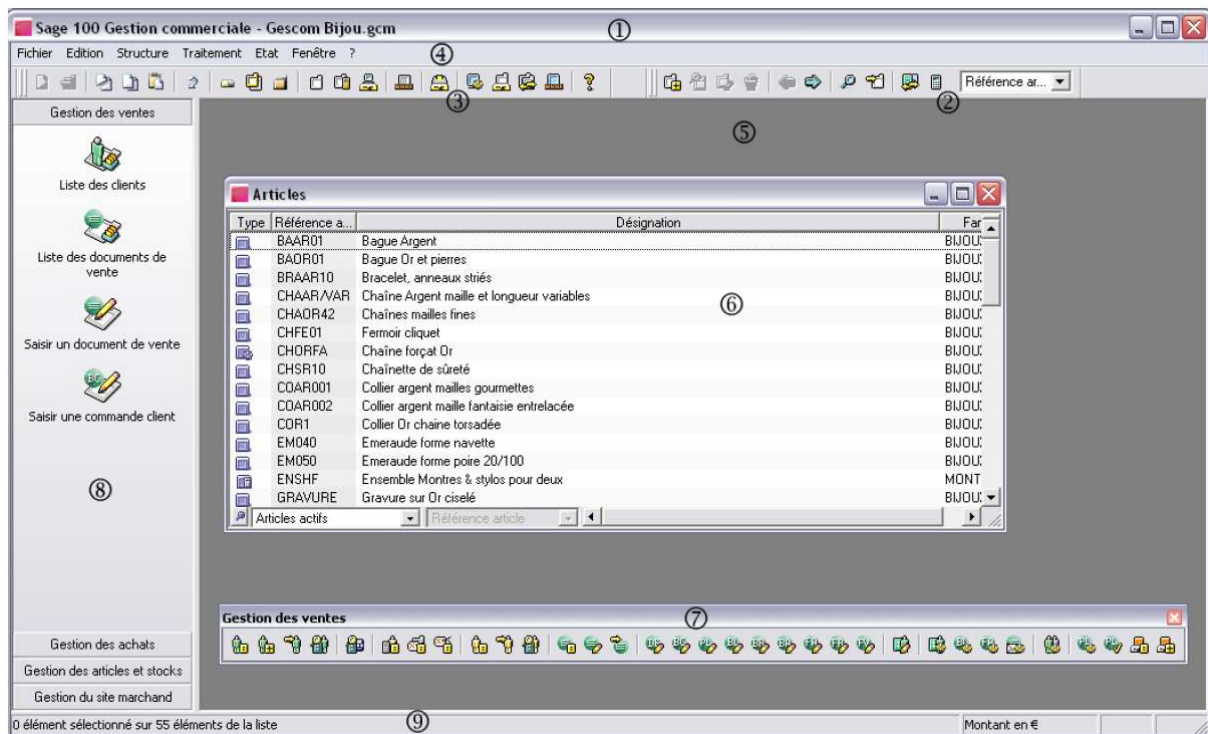 Sage 100 Gestion commerciale - Gescom Bijou.gcm ①
Fichier Edition Structure Traitement Etat Fenêtre ? ④
Référence ar...
③ ②
Gestion des ventes
⑤
Liste des clients
Liste des documents de
vente
Saisir un document de vente
Saisir une commande client
⑧
Articles
Type Référence a... Désignation Far
BAAR01 Bague Argent BIJOU
BAOR01 Bague Or et pierres BIJOU
BRAAR10 Bracelet, anneaux striés BIJOU
CHAAR/VAR Chaîne Argent maille et longueur variables BIJOU
⑥
CHAOR42 Chaînes mailles fines BIJOU
CHFE01 Fermoir cliquet BIJOU
CHORFA Chaîne forçat Or BIJOU
CHSR10 Chaînette de sûreté BIJOU
COAR001 Collier argent mailles gourmettes BIJOU
COAR002 Collier argent maille fantaisie entrelacée BIJOU
COR1 Collier Or chaine torsadée BIJOU
EM040 Emeraude forme navette BIJOU
EM050 Emeraude forme poire 20/100 BIJOU
ENSHF Ensemble Montres & stylos pour deux MONT
GRAVURE Gravure sur Or ciselé BIJOU
Articles actifs Référence article
Gestion des ventes ⑦
Gestion des achats
Gestion des articles et stocks
Gestion du site marchand
0 élément sélectionné sur 55 éléments de la liste ⑨ Montant en €